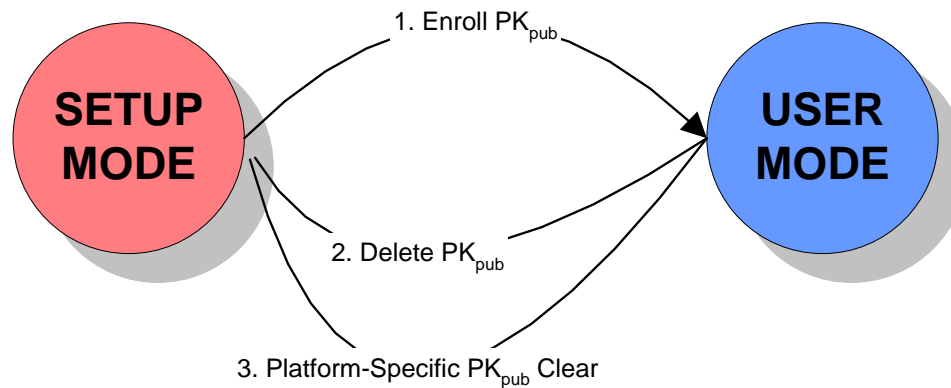 1. Enroll PKpub
SETUP
MODE
USER
MODE
2. Delete PKpub
3. Platform-Specific PKpub Clear